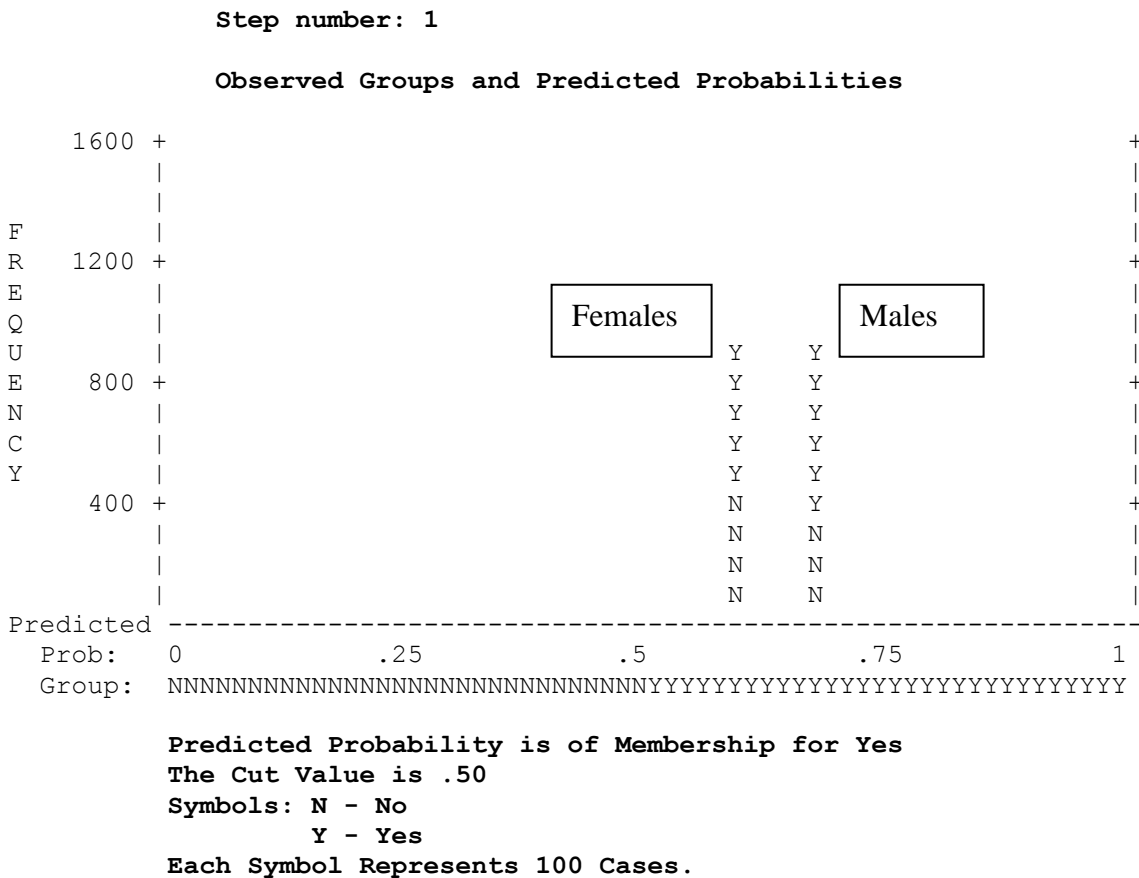 Step number: 1
Observed Groups and Predicted Probabilities
1600 + +
| |
| |
F | |
R 1200 + +
E | Females Males |
Q | |
U | Y Y |
E 800 + Y Y +
N | Y Y |
C | Y Y |
Y | Y Y |
400 + N Y +
| N N |
| N N |
| N N |
Predicted -------------------------------------------------------------
Prob: 0 .25 .5 .75 1
Group: NNNNNNNNNNNNNNNNNNNNNNNNNNNNNNYYYYYYYYYYYYYYYYYYYYYYYYYYYYYY
Predicted Probability is of Membership for Yes
The Cut Value is .50
Symbols: N - No
Y - Yes
Each Symbol Represents 100 Cases.